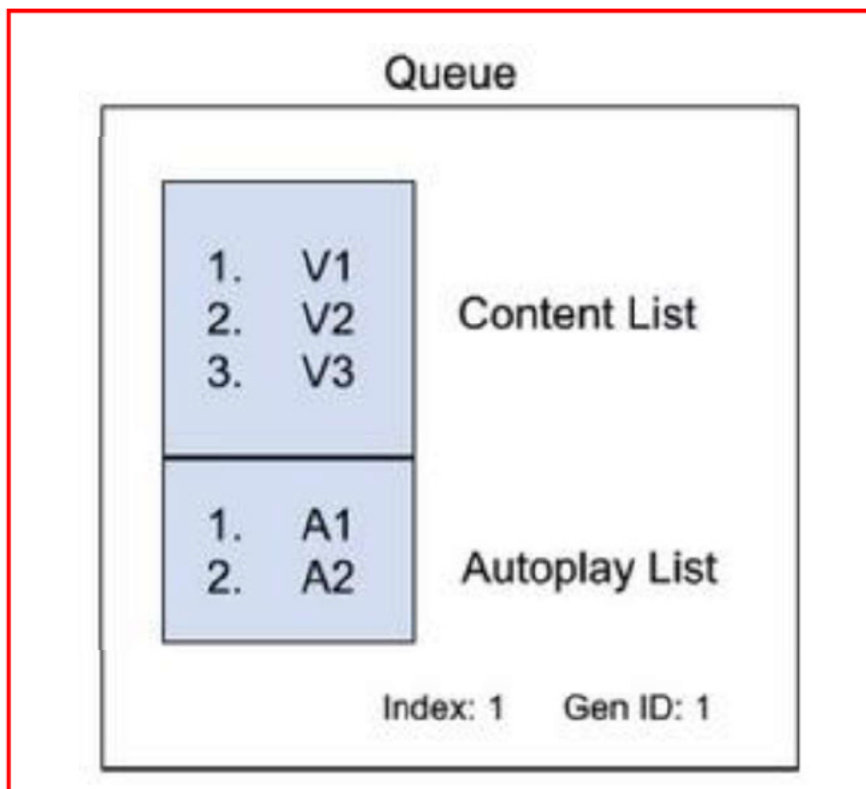 Queue
1. V1
2. V2
3. V3
Content List
1. A1
2. A2
Autoplay List
Index: 1 Gen ID: 1